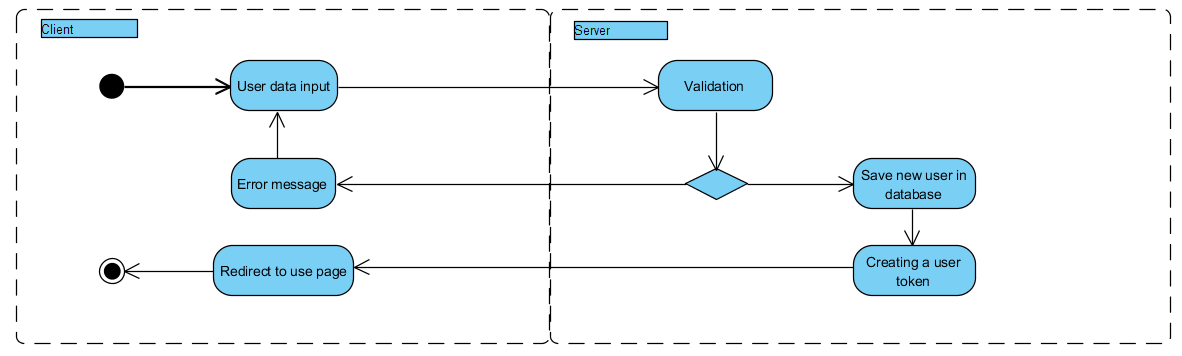 Client
Server
User data input
Validation
Error message
Save new user in
database
Redirect to use page
Creating a user
token